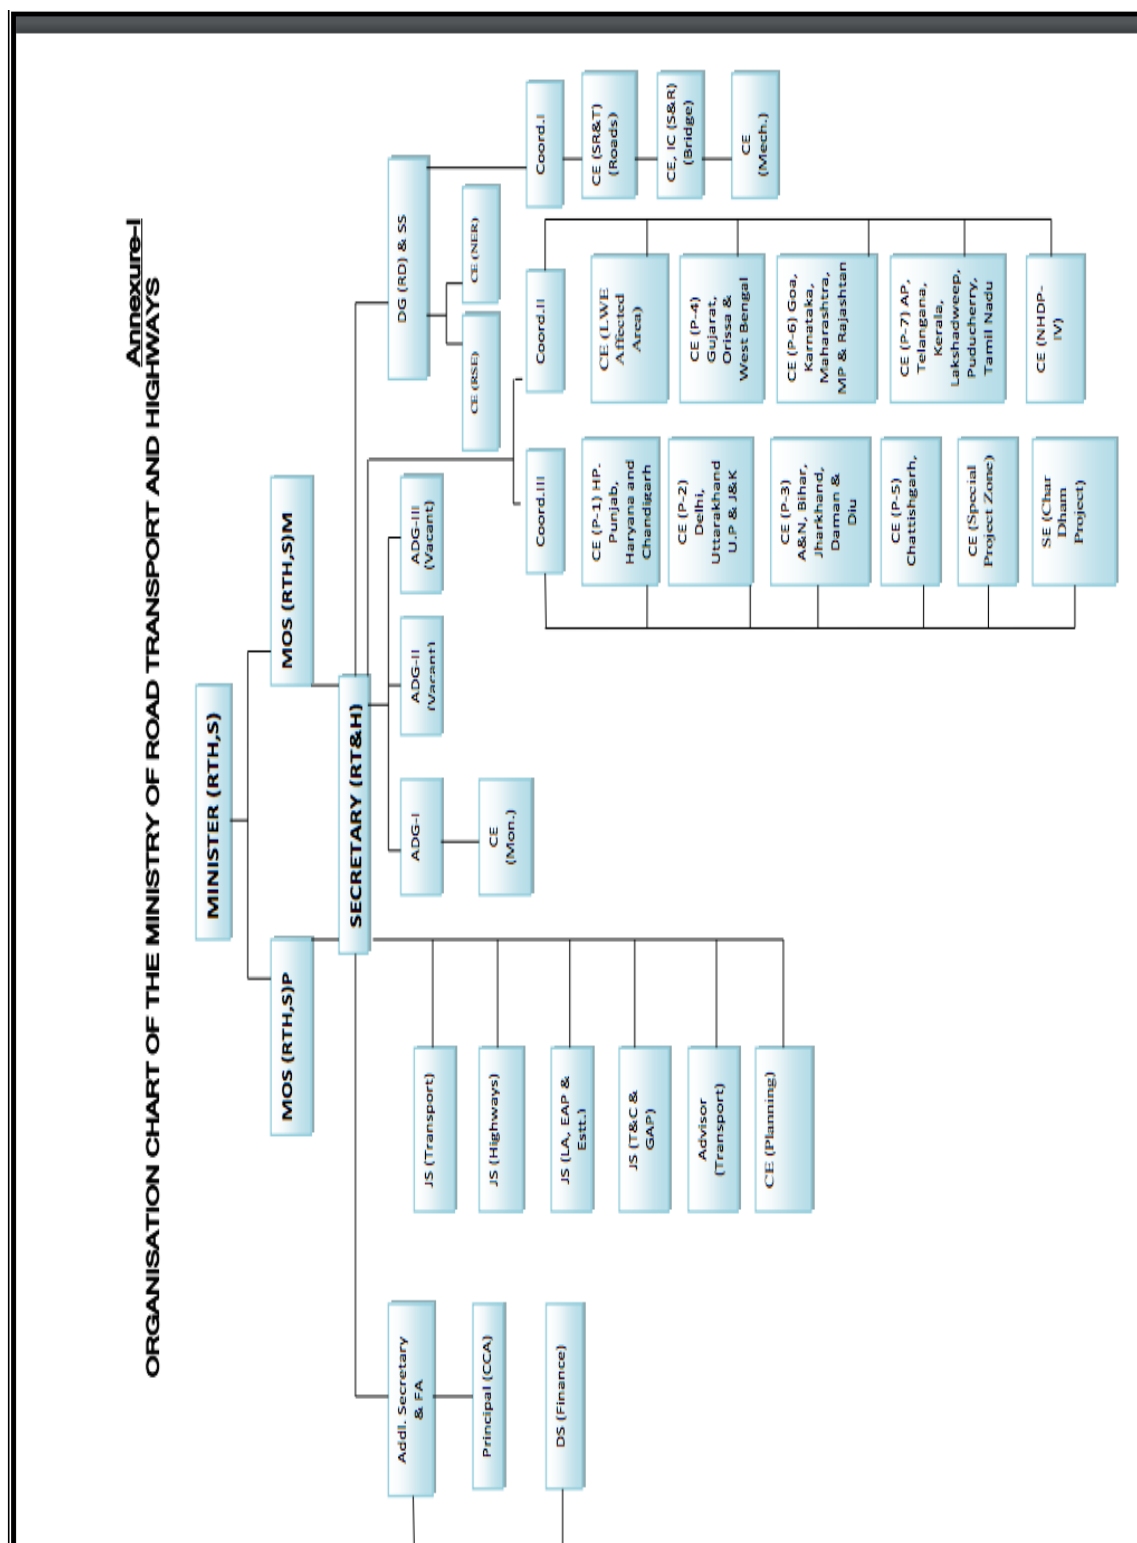 Annexure-I
ORGANISATION CHART OF THE MINISTRY OF ROAD TRANSPORT AND HIGHWAYS
MINISTER (RTH,S)
MOS (RTH,S)P
MOS (RTH,S)M
SECRETARY (RT&H)
Addl. Secretary
& FA
Principal (CCA)
DS (Finance)
JS (Transport)
JS (Highways)
JS (LA, EAP &
Estt.)
JS (T&C &
GAP)
Advisor
(Transport)
CE (Planning)
ADG-I
CE
(Mon.)
ADG-II
(Vacant)
ADG-III
(Vacant)
DG (RD) & SS
CE (RSE)
CE (NER)
Coord.III
CE (P-1) HP.
Punjab,
Haryana and
Chandigarh
CE (P-2)
Delhi,
Uttarakhand
U.P & J&K
CE (P-3)
A&N, Bihar,
Jharkhand,
Daman &
Diu
CE (P-5)
Chattishgarh,
CE (Special
Project Zone)
SE (Char
Dham
Project)
Coord.II
CE (LWE
Affected
Area)
CE (P-4)
Gujarat,
Orissa &
West Bengal
CE (P-6) Goa,
Karnataka,
Maharashtra,
MP & Rajashtan
CE (P-7) AP,
Telangana,
Kerala,
Lakshadweep,
Puducherry,
Tamil Nadu
CE (NHDP-
IV)
Coord.I
CE (SR&T)
(Roads)
CE, IC (S&R)
(Bridge)
CE
(Mech.)